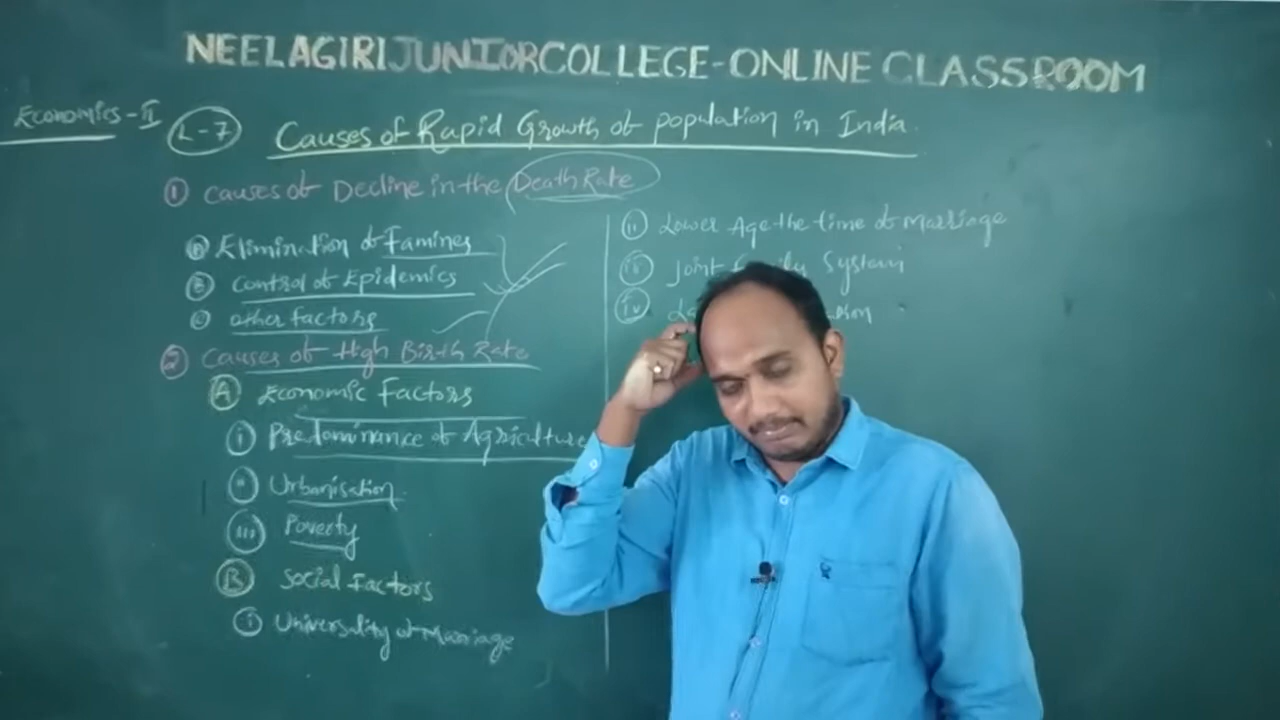 NEELAGIRI JUNIOR COLLEGE-ONLINE CLASSROOM
Economics-II
L-7 Causes of Rapid Growth of population in India.
1 Causes of Decline in the Death Rate
A Elimination of Famines
B Control of Epidemics
C other factors
2 Causes of High Birth Rate
A Economic Factors
i Predominance of Agriculture
ii Urbanisation
iii Poverty
B Social Factors
i Universality of Marriage
ii Lower Age the time of Marriage
iii Joint System
iv